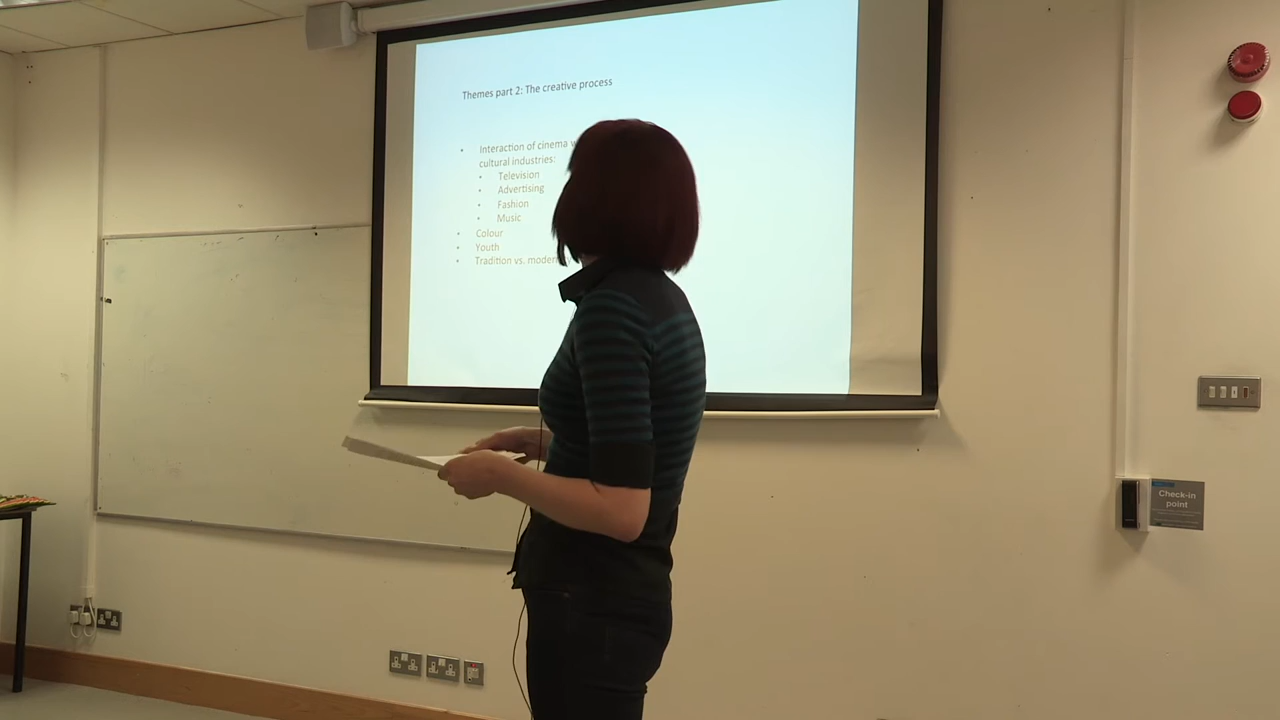 Themes part 2: The creative process
• Interaction of cinema
cultural industries:
• Television
• Advertising
• Fashion
• Music
• Colour
• Youth
• Tradition vs.
Check-in
point